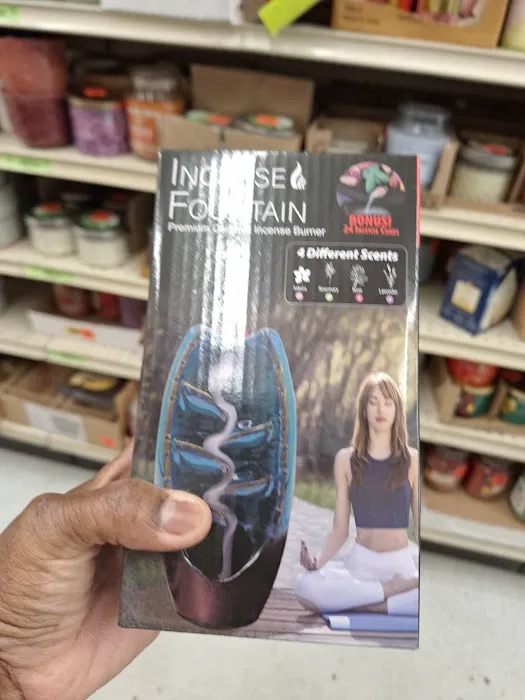 INCENSE
FOUNTAIN
Premium Ceramic Incense Burner
BONUS!
24 Incense Cones
4 Different Scents